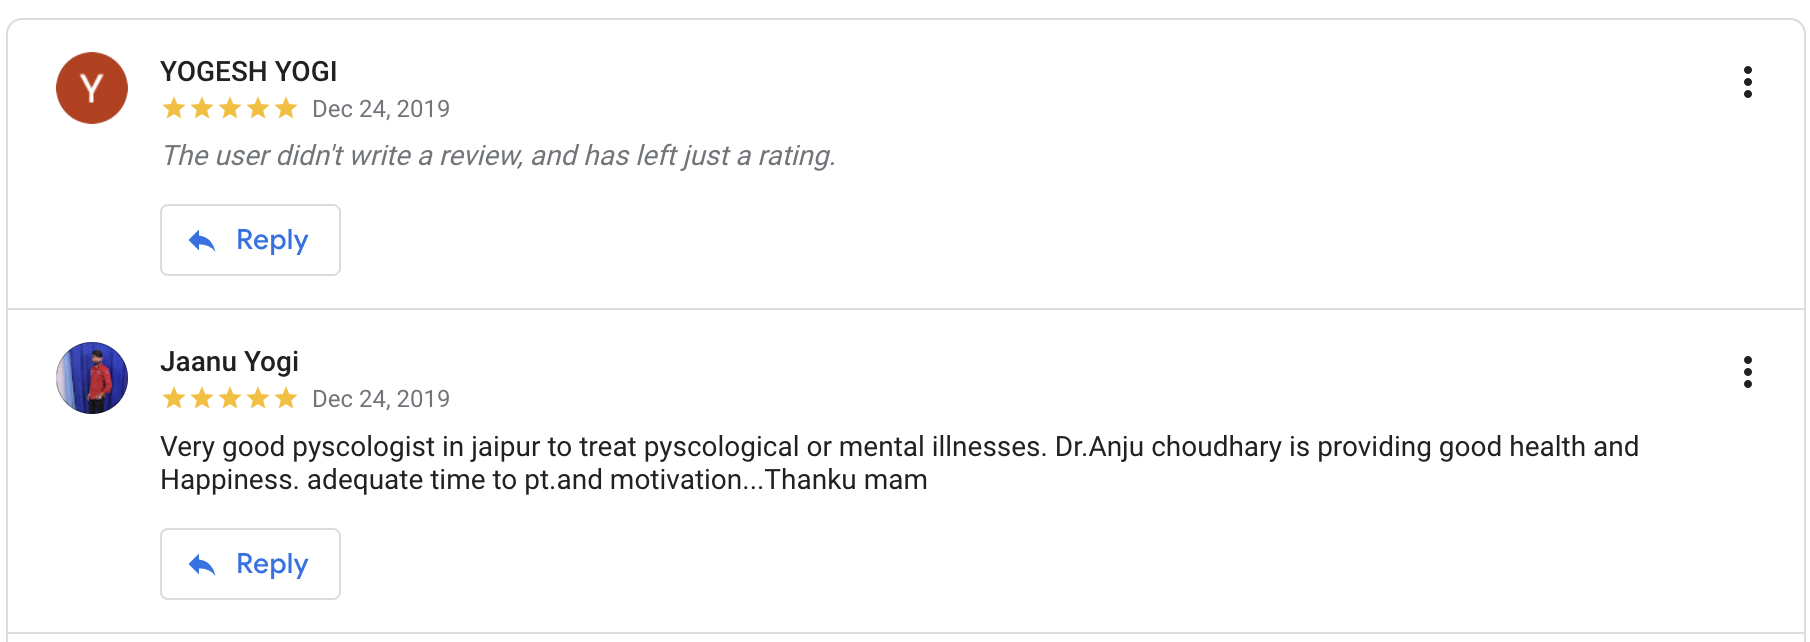 Y
YOGESH YOGI
Dec 24, 2019
The user didn't write a review, and has left just a rating.
Reply
Jaanu Yogi
Dec 24, 2019
Very good pyscologist in jaipur to treat pyscological or mental illnesses. Dr.Anju choudhary is providing good health and
Happiness. adequate time to pt.and motivation...Thanku mam
Reply